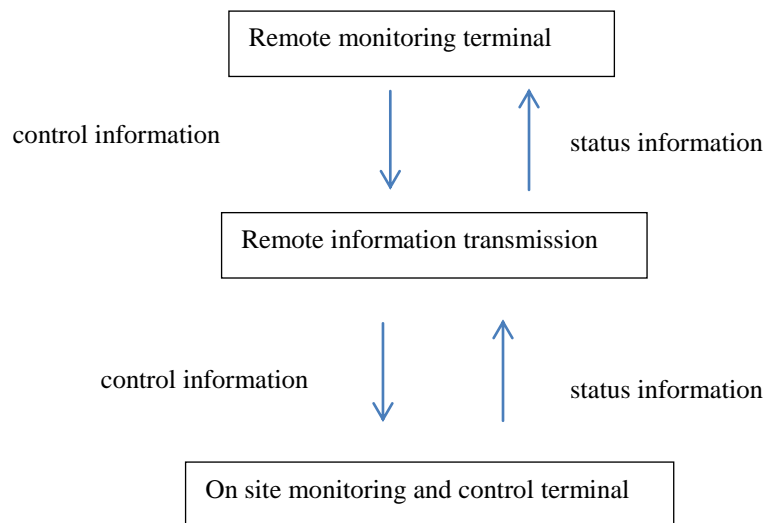 Remote monitoring terminal
control information
status information
Remote information transmission
control information
status information
On site monitoring and control terminal